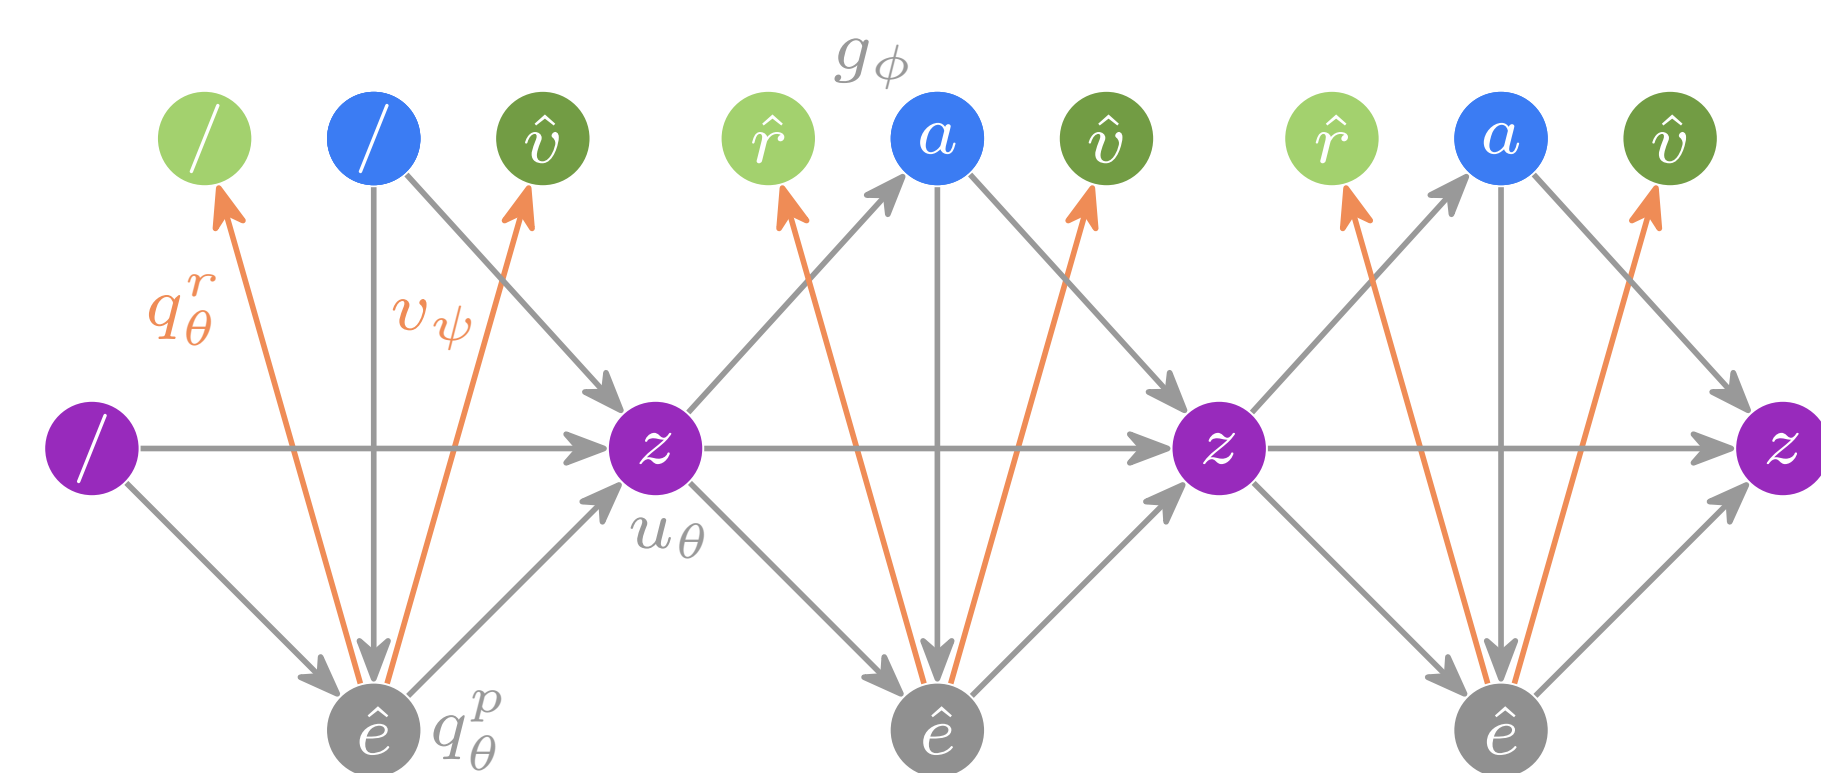 g_ϕ
/ / v̂ r̂ a v̂ r̂ a v̂
q_θ^r v_ψ
/ z z z
u_θ
ê q_θ^p ê ê